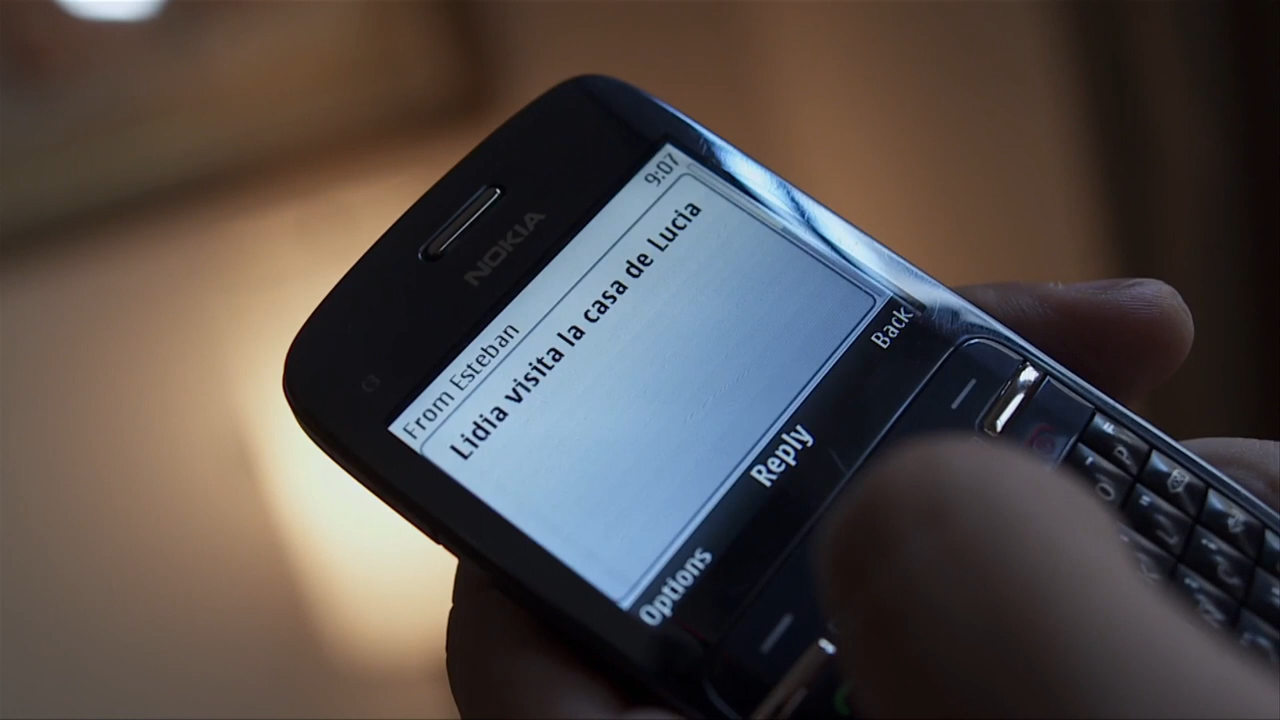 NOKIA
9:07
From Esteban
Lidia visita la casa de Lucia
Options
Reply
Back
P
O